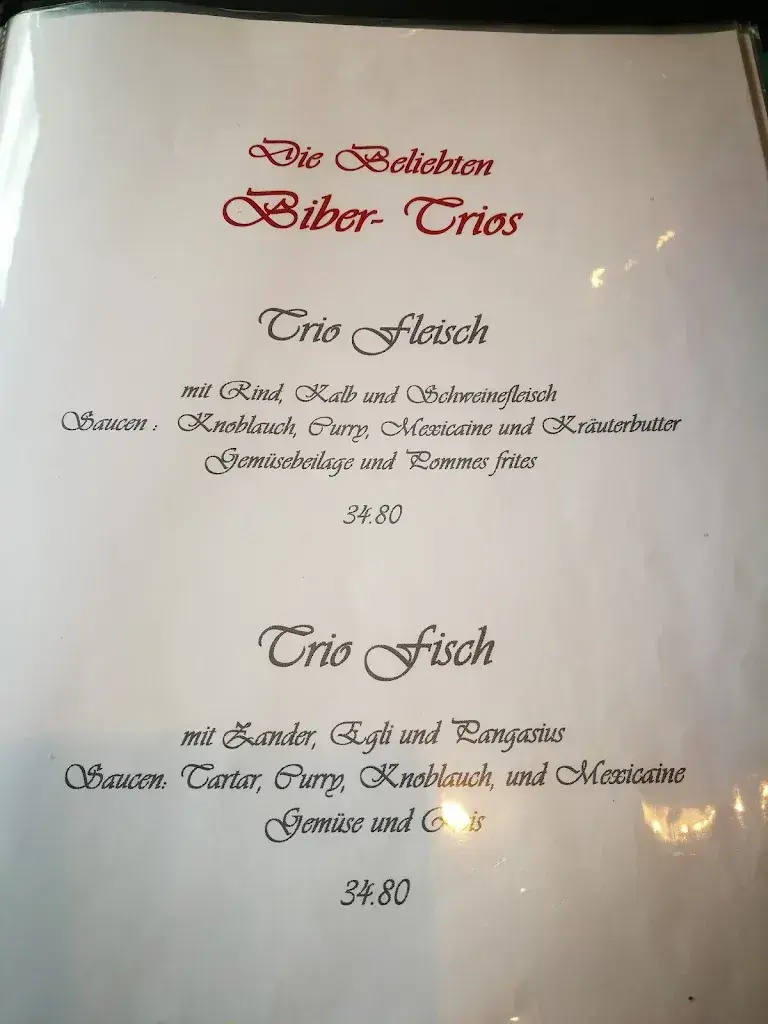 Die Beliebten
Biber- Trios
Trio Fleisch
mit Rind, Kalb und Schweinefleisch
Saucen : Knoblauch, Curry, Mexicaine und Kräuterbutter
Gemüsebeilage und Pommes frites
34.80
Trio Fisch
mit Zander, Egli und Pangasius
Saucen: Tartar, Curry, Knoblauch, und Mexicaine
Gemüse und
34.80